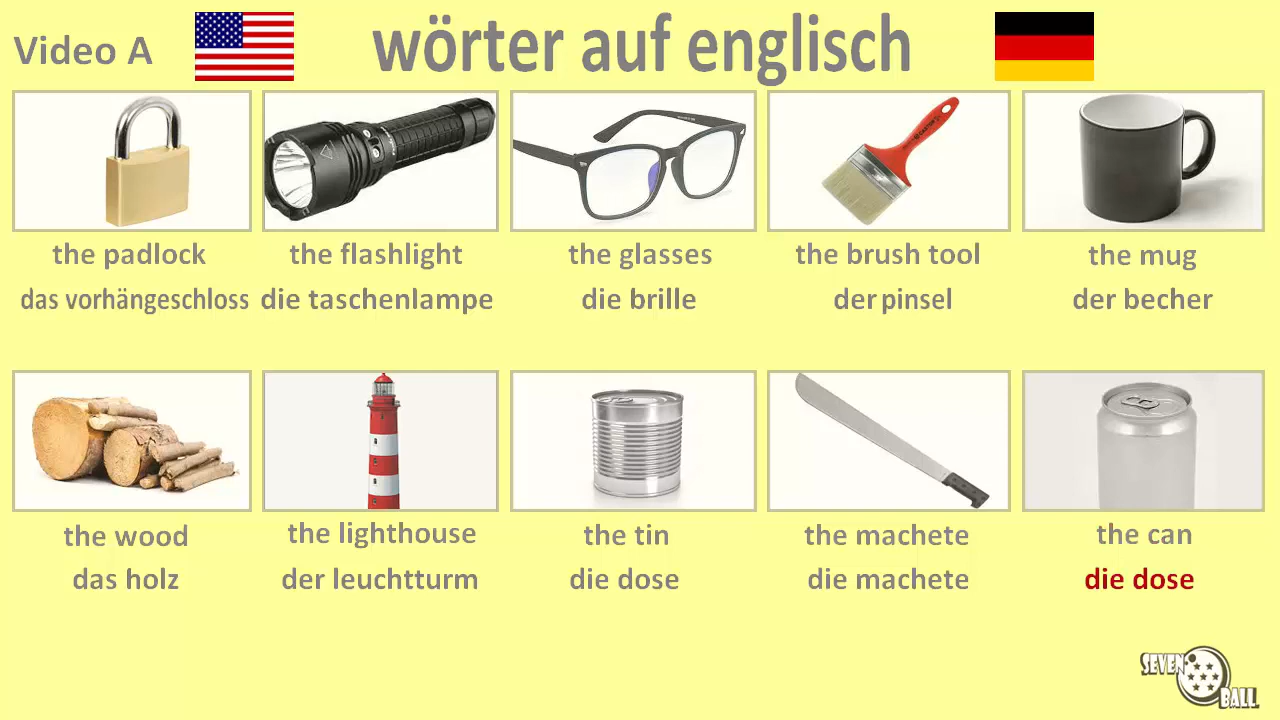 Video A
wörter auf englisch
the padlock
das vorhängeschloss
the flashlight
die taschenlampe
the glasses
die brille
the brush tool
der pinsel
the mug
der becher
the wood
das holz
the lighthouse
der leuchtturm
the tin
die dose
the machete
die machete
the can
die dose
SEVEN
BALL